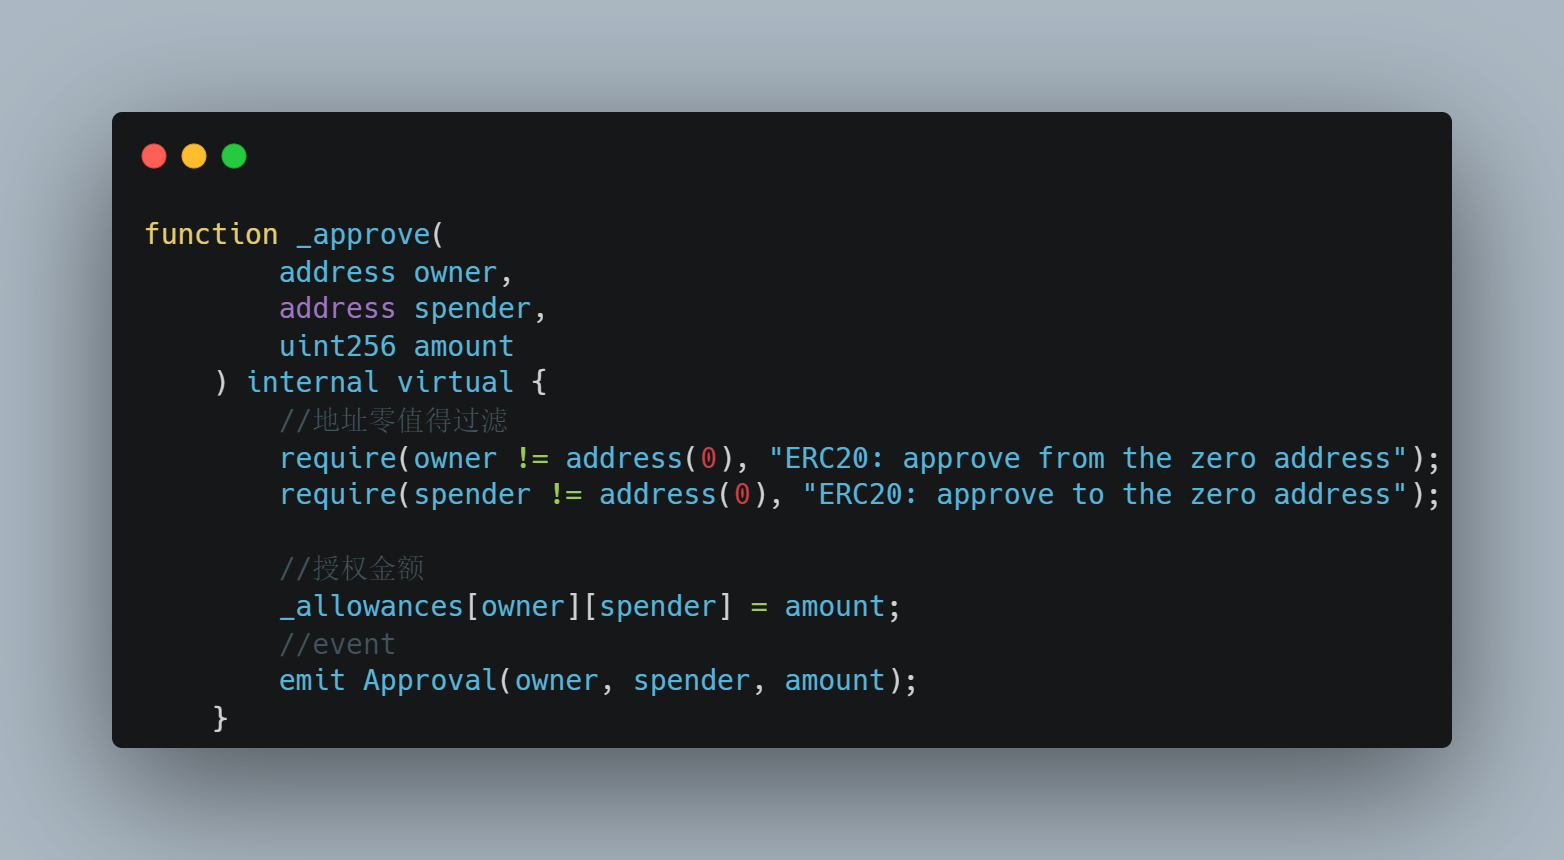 function _approve(
        address owner,
        address spender,
        uint256 amount
    ) internal virtual {
        //地址零值得过滤
        require(owner != address(0), "ERC20: approve from the zero address");
        require(spender != address(0), "ERC20: approve to the zero address");

        //授权金额
        _allowances[owner][spender] = amount;
        //event
        emit Approval(owner, spender, amount);
    }